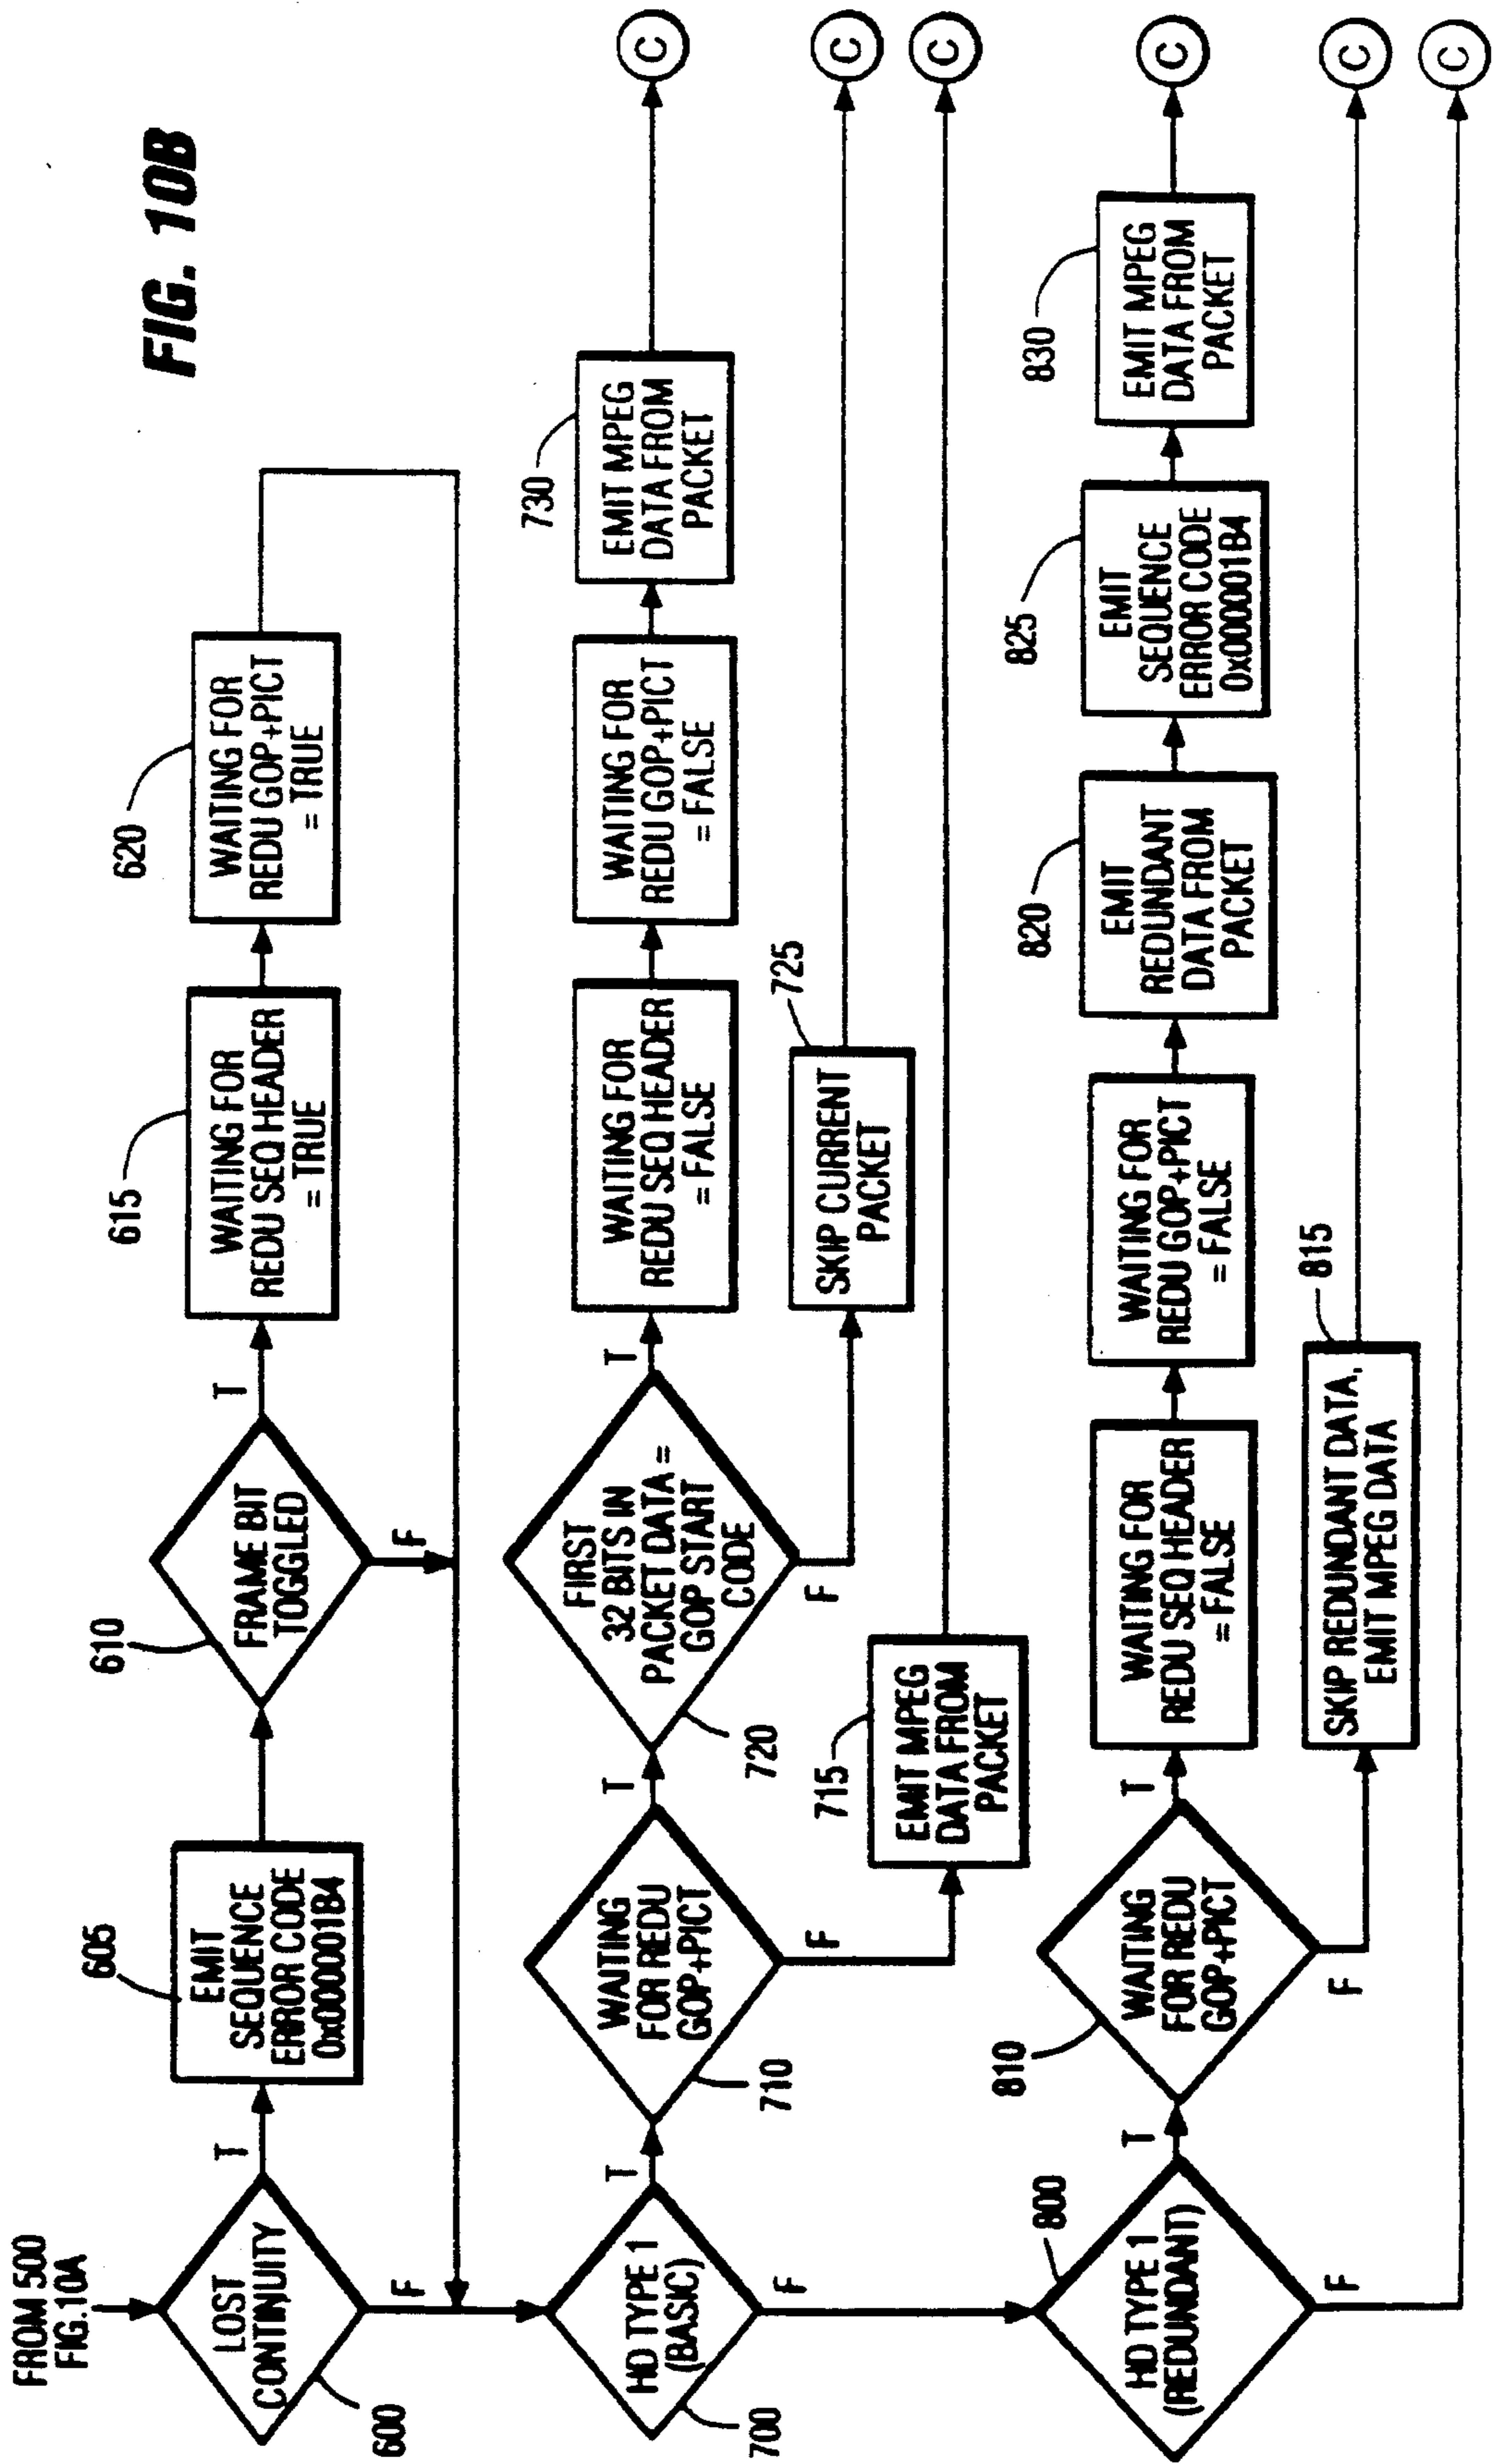 FIG. 10B
FROM 500
FIG.10A
LOST
CONTINUITY
600
T
F
605
EMIT
SEQUENCE
ERROR CODE
0x000001B4
610
FRAME BIT
TOGGLED
T
F
615
WAITING FOR
REDU SEQ HEADER
= TRUE
620
WAITING FOR
REDU GOP+PICT
= TRUE
HD TYPE 1
(BASIC)
700
T
F
WAITING
FOR REDU
GOP+PICT
710
T
F
715
EMIT MPEG
DATA FROM
PACKET
C
FIRST
32 BITS IN
PACKET DATA =
GOP START
CODE
720
T
F
725
SKIP CURRENT
PACKET
C
WAITING FOR
REDU SEQ HEADER
= FALSE
WAITING FOR
REDU GOP+PICT
= FALSE
730
EMIT MPEG
DATA FROM
PACKET
C
HD TYPE 1
(REDUNDANT)
800
T
F
C
WAITING
FOR REDU
GOP+PICT
810
T
F
815
SKIP REDUNDANT DATA,
EMIT MPEG DATA
C
WAITING FOR
REDU SEQ HEADER
= FALSE
WAITING FOR
REDU GOP+PICT
= FALSE
820
EMIT
REDUNDANT
DATA FROM
PACKET
825
EMIT
SEQUENCE
ERROR CODE
0x000001B4
830
EMIT MPEG
DATA FROM
PACKET
C